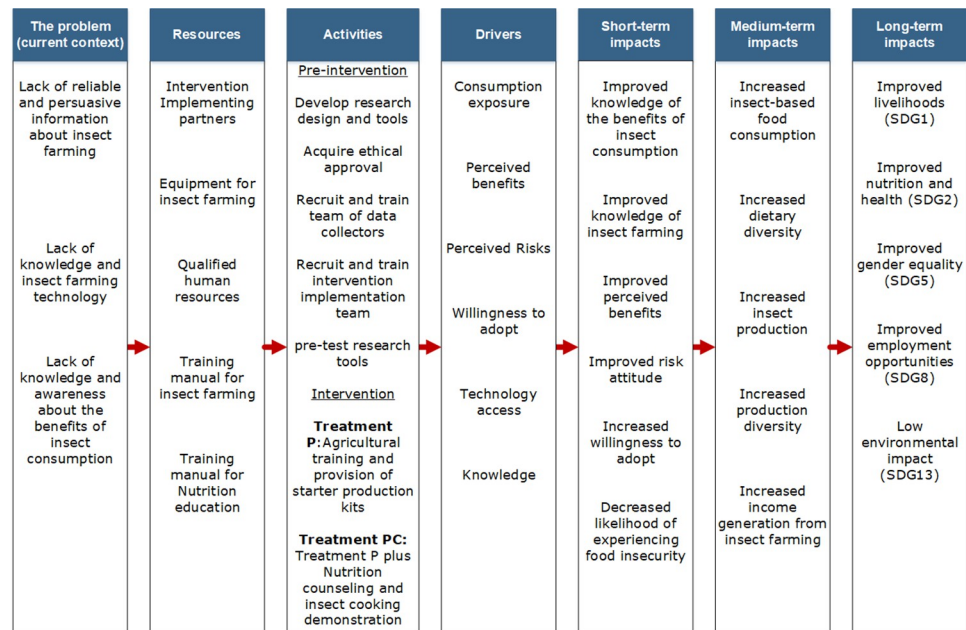 The problem
(current context)
Lack of reliable
and persuasive
information
about insect
farming
Lack of
knowledge and
insect farming
technology
Lack of
knowledge and
awareness about
the benefits of
insect
consumption
Resources
Intervention
Implementing
partners
Equipment for
insect farming
Qualified
human
resources
Training
manual for
insect farming
Training
manual for
Nutrition
education
Activities
Pre-intervention
Develop research
design and tools
Acquire ethical
approval
Recruit and train
team of data
collectors
Recruit and train
intervention
implementation
team
pre-test research
tools
Intervention
Treatment
P:Agricultural
training and
provision of
starter production
kits
Treatment PC:
Treatment P plus
Nutrition
counseling and
insect cooking
demonstration
Drivers
Consumption
exposure
Perceived
benefits
Perceived Risks
Willingness to
adopt
Technology
access
Knowledge
Short-term
impacts
Improved
knowledge of
the benefits of
insect
consumption
Improved
knowledge of
insect farming
Improved
perceived
benefits
Improved risk
attitude
Increased
willingness to
adopt
Decreased
likelihood of
experiencing
food insecurity
Medium-term
impacts
Increased
insect-based
food
consumption
Increased
dietary
diversity
Increased
insect
production
Increased
production
diversity
Increased
income
generation from
insect farming
Long-term
impacts
Improved
livelihoods
(SDG1)
Improved
nutrition and
health (SDG2)
Improved
gender equality
(SDG5)
Improved
employment
opportunities
(SDG8)
Low
environmental
impact
(SDG13)